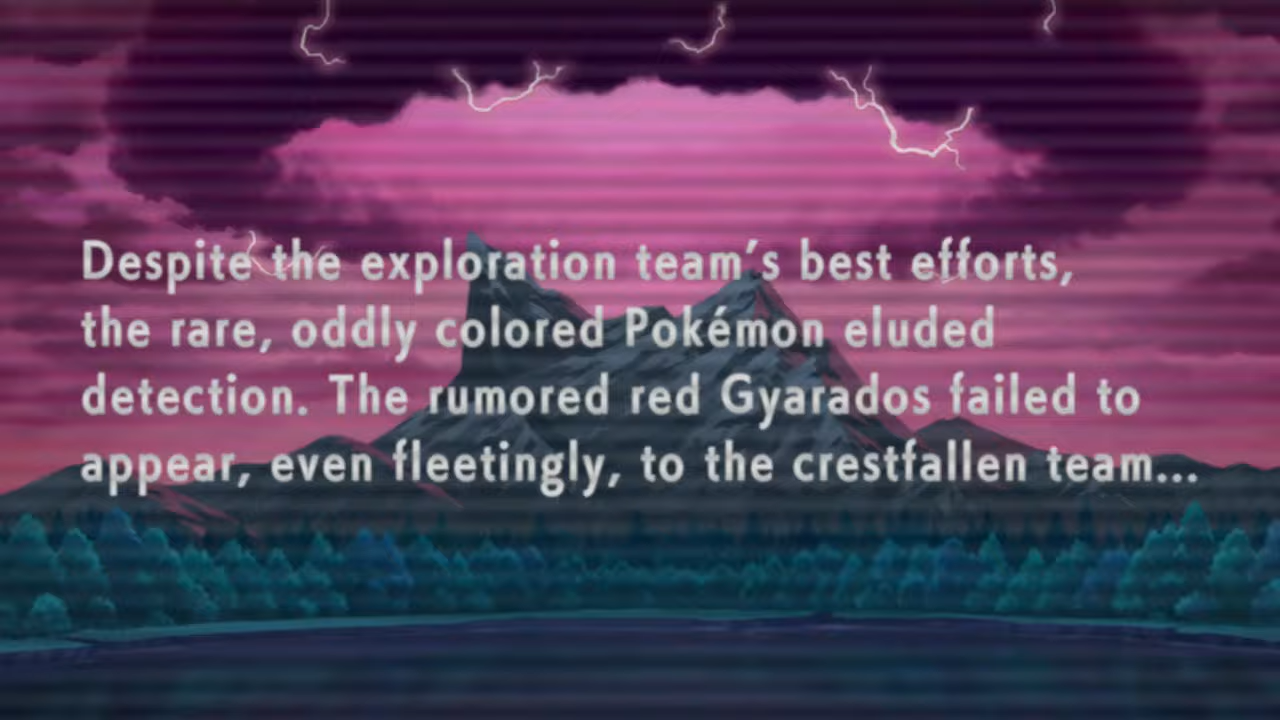 Despite the exploration team's best efforts,
the rare, oddly colored Pokémon eluded
detection. The rumored red Gyarados failed to
appear, even fleetingly, to the crestfallen team...